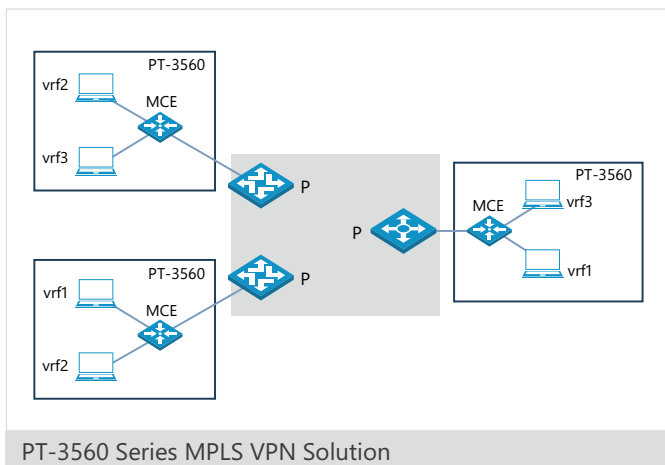 PT-3560
vrf2
MCE
vrf3
P
PT-3560
MCE
vrf3
P
vrf1
P
PT-3560
vrf1
MCE
vrf2
PT-3560 Series MPLS VPN Solution